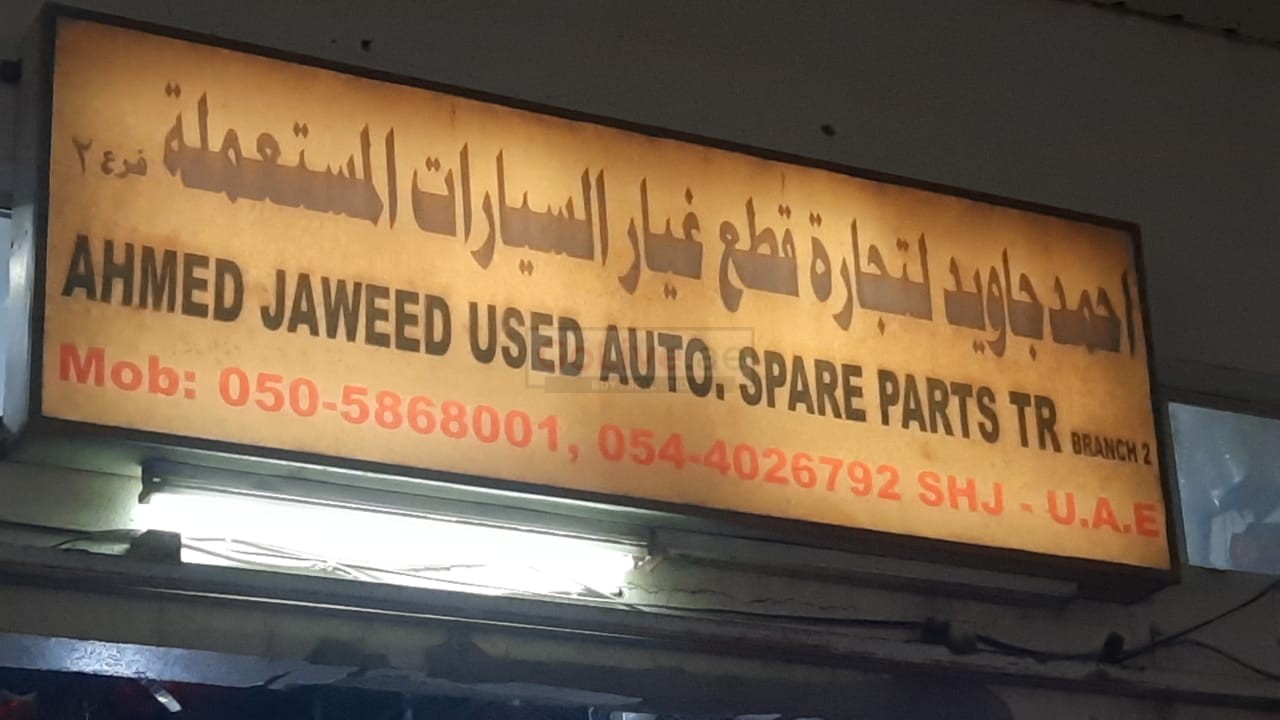 احمد جاويد لتجارة قطع غيار السيارات المستعملة فرع ٢
AHMED JAWEED USED AUTO. SPARE PARTS TR BRANCH 2
Mob: 050-5868001, 054-4026792 SHJ - U.A.E